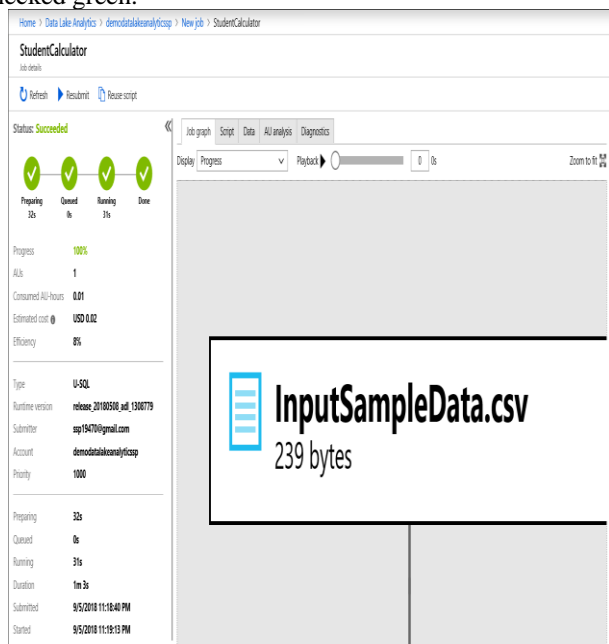 necked green.
Home > Data Lake Analytics > demodatalakeanalyticssp > New job > StudentCalculator
StudentCalculator
Job details
Refresh Resubmit Reuse script
Status: Succeeded
Preparing Queued Running Done
32s 0s 31s
Progress 100%
AUs 1
Consumed AU-hours 0.01
Estimated cost USD 0.02
Efficiency 8%
Type U-SQL
Runtime version release_20180508_adl_1308779
Submitter ssp19470@gmail.com
Account demodatalakeanalyticssp
Priority 1000
Preparing 32s
Queued 0s
Running 31s
Duration 1m 3s
Submitted 9/5/2018 11:18:40 PM
Started 9/5/2018 11:19:13 PM
Job graph Script Data AU analysis Diagnostics
Display Progress Playback 0 0s Zoom to fit
InputSampleData.csv
239 bytes